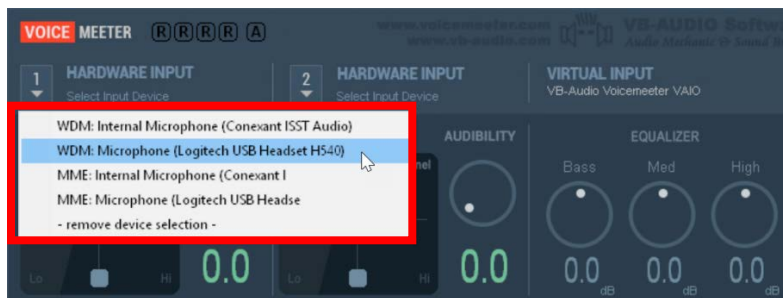 VOICE MEETER R R R R A www.voicemeeter.com VB-AUDIO Softw
www.vb-audio.com Audio Mechanic & Sound
1 HARDWARE INPUT 2 HARDWARE INPUT VIRTUAL INPUT
Select Input Device Select Input Device VB-Audio Voicemeeter VAIO
WDM: Internal Microphone (Conexant ISST Audio)
WDM: Microphone (Logitech USB Headset H540)
MME: Internal Microphone (Conexant I
MME: Microphone (Logitech USB Headse
- remove device selection -
AUDIBILITY EQUALIZER
Bass Med High
Lo Hi 0.0 Lo Hi 0.0 0.0 0.0 0.0
dB dB dB